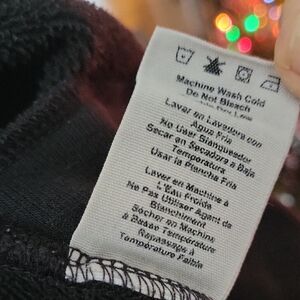 Machine Wash Cold
Do Not Bleach
Laver en Lavadora con
Agua Fria
No Usar Blanqueador
Secar en Secadora a Baja
Temperatura
Usar la Plancha Fria
Laver en Machine à
L'Eau Froide
Ne Pas Utiliser Agent de
Blanchiment
Sécher en Machine
à Basse Température
Repassage à
Température Faible